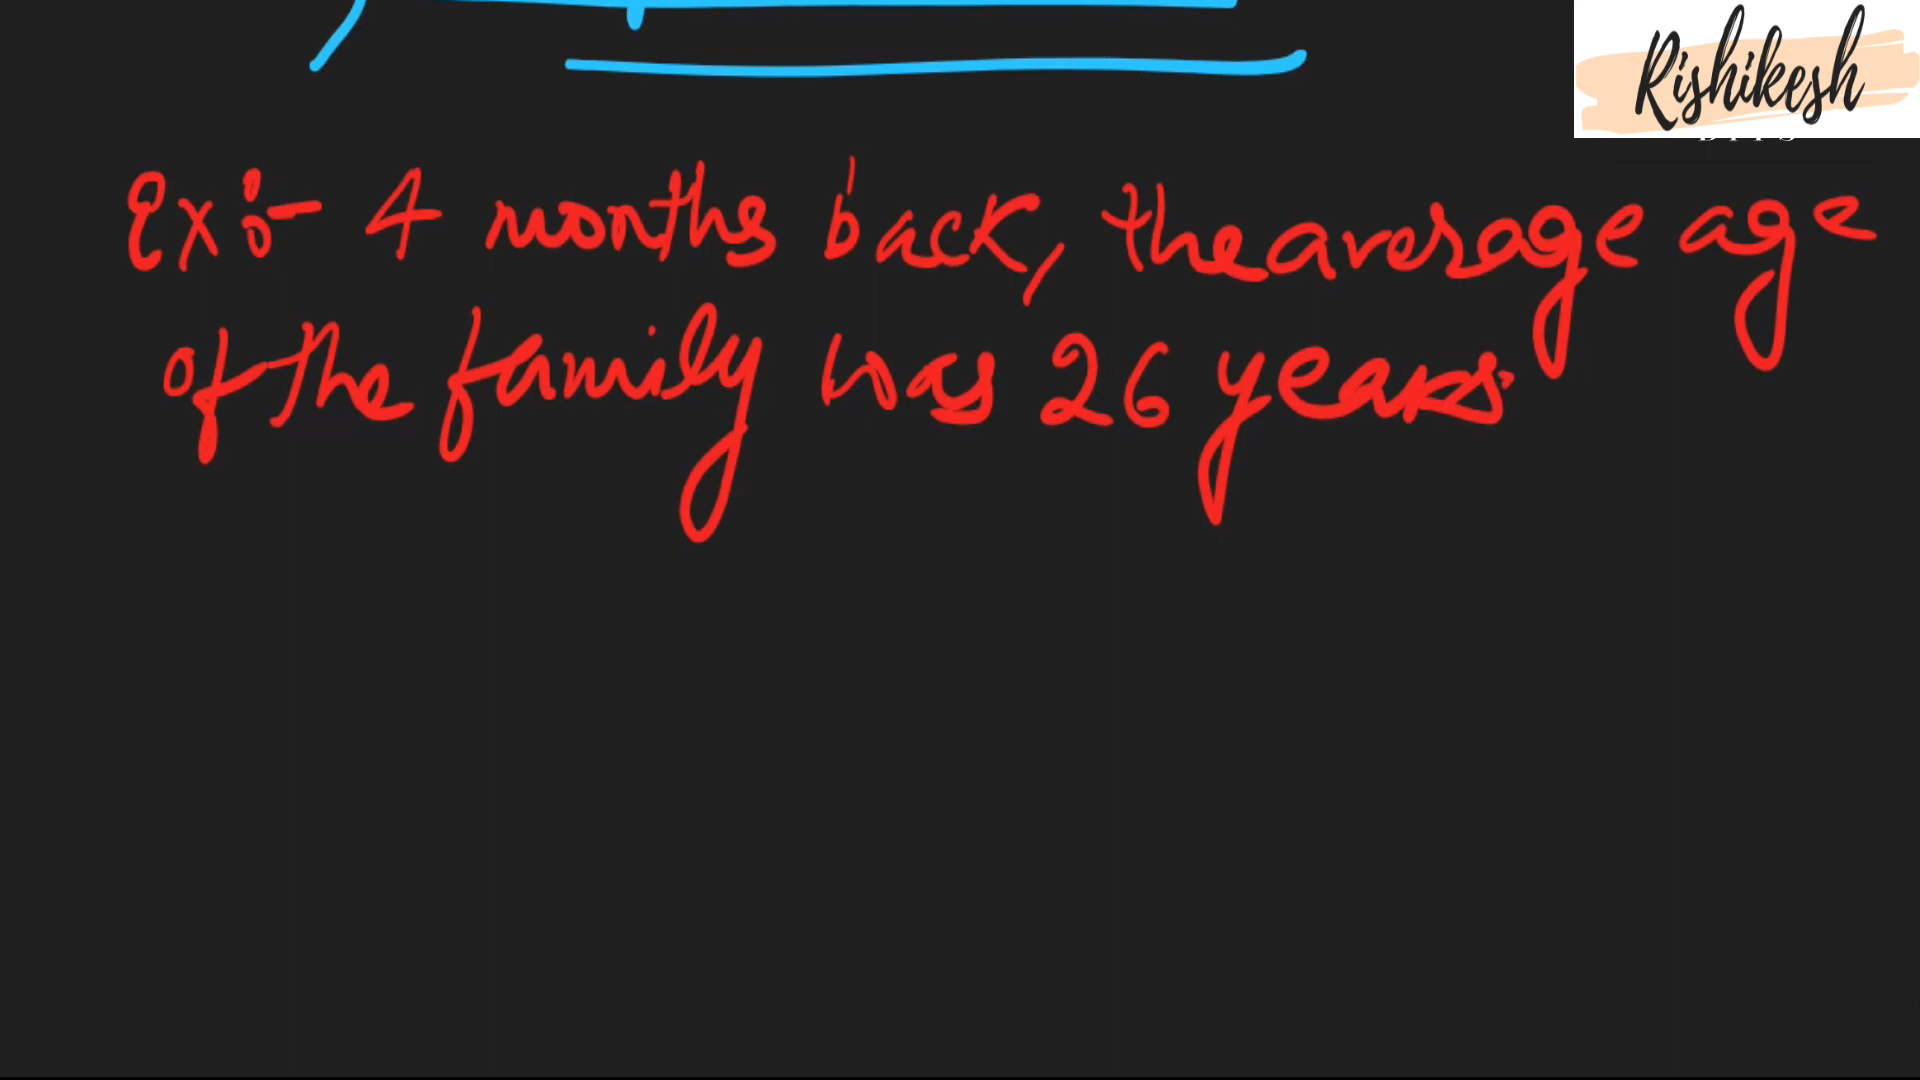 Rishikesh
Ex:- 4 months back, the average age
of the family was 26 years.